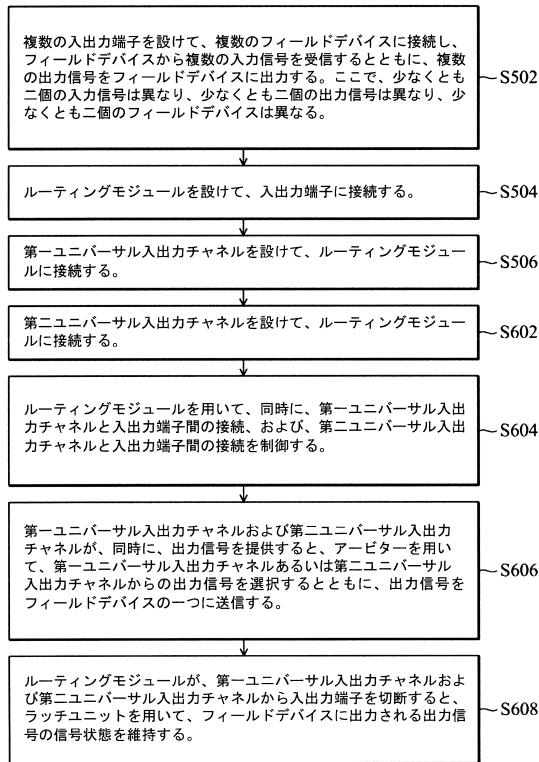 複数の入出力端子を設けて、複数のフィールドデバイスに接続し、
フィールドデバイスから複数の入力信号を受信するとともに、複数
の出力信号をフィールドデバイスに出力する。ここで、少なくとも
二個の入力信号は異なり、少なくとも二個の出力信号は異なり、少
なくとも二個のフィールドデバイスは異なる。
S502
ルーティングモジュールを設けて、入出力端子に接続する。
S504
第一ユニバーサル入出力チャネルを設けて、ルーティングモジュー
ルに接続する。
S506
第二ユニバーサル入出力チャネルを設けて、ルーティングモジュー
ルに接続する。
S602
ルーティングモジュールを用いて、同時に、第一ユニバーサル入出
力チャネルと入出力端子間の接続、および、第二ユニバーサル入出
力チャネルと入出力端子間の接続を制御する。
S604
第一ユニバーサル入出力チャネルおよび第二ユニバーサル入出力
チャネルが、同時に、出力信号を提供すると、アービターを用い
て、第一ユニバーサル入出力チャネルあるいは第二ユニバーサル
入出力チャネルからの出力信号を選択するとともに、出力信号を
フィールドデバイスの一つに送信する。
S606
ルーティングモジュールが、第一ユニバーサル入出力チャネルおよ
び第二ユニバーサル入出力チャネルから入出力端子を切断すると、
ラッチユニットを用いて、フィールドデバイスに出力される出力信
号の信号状態を維持する。
S608